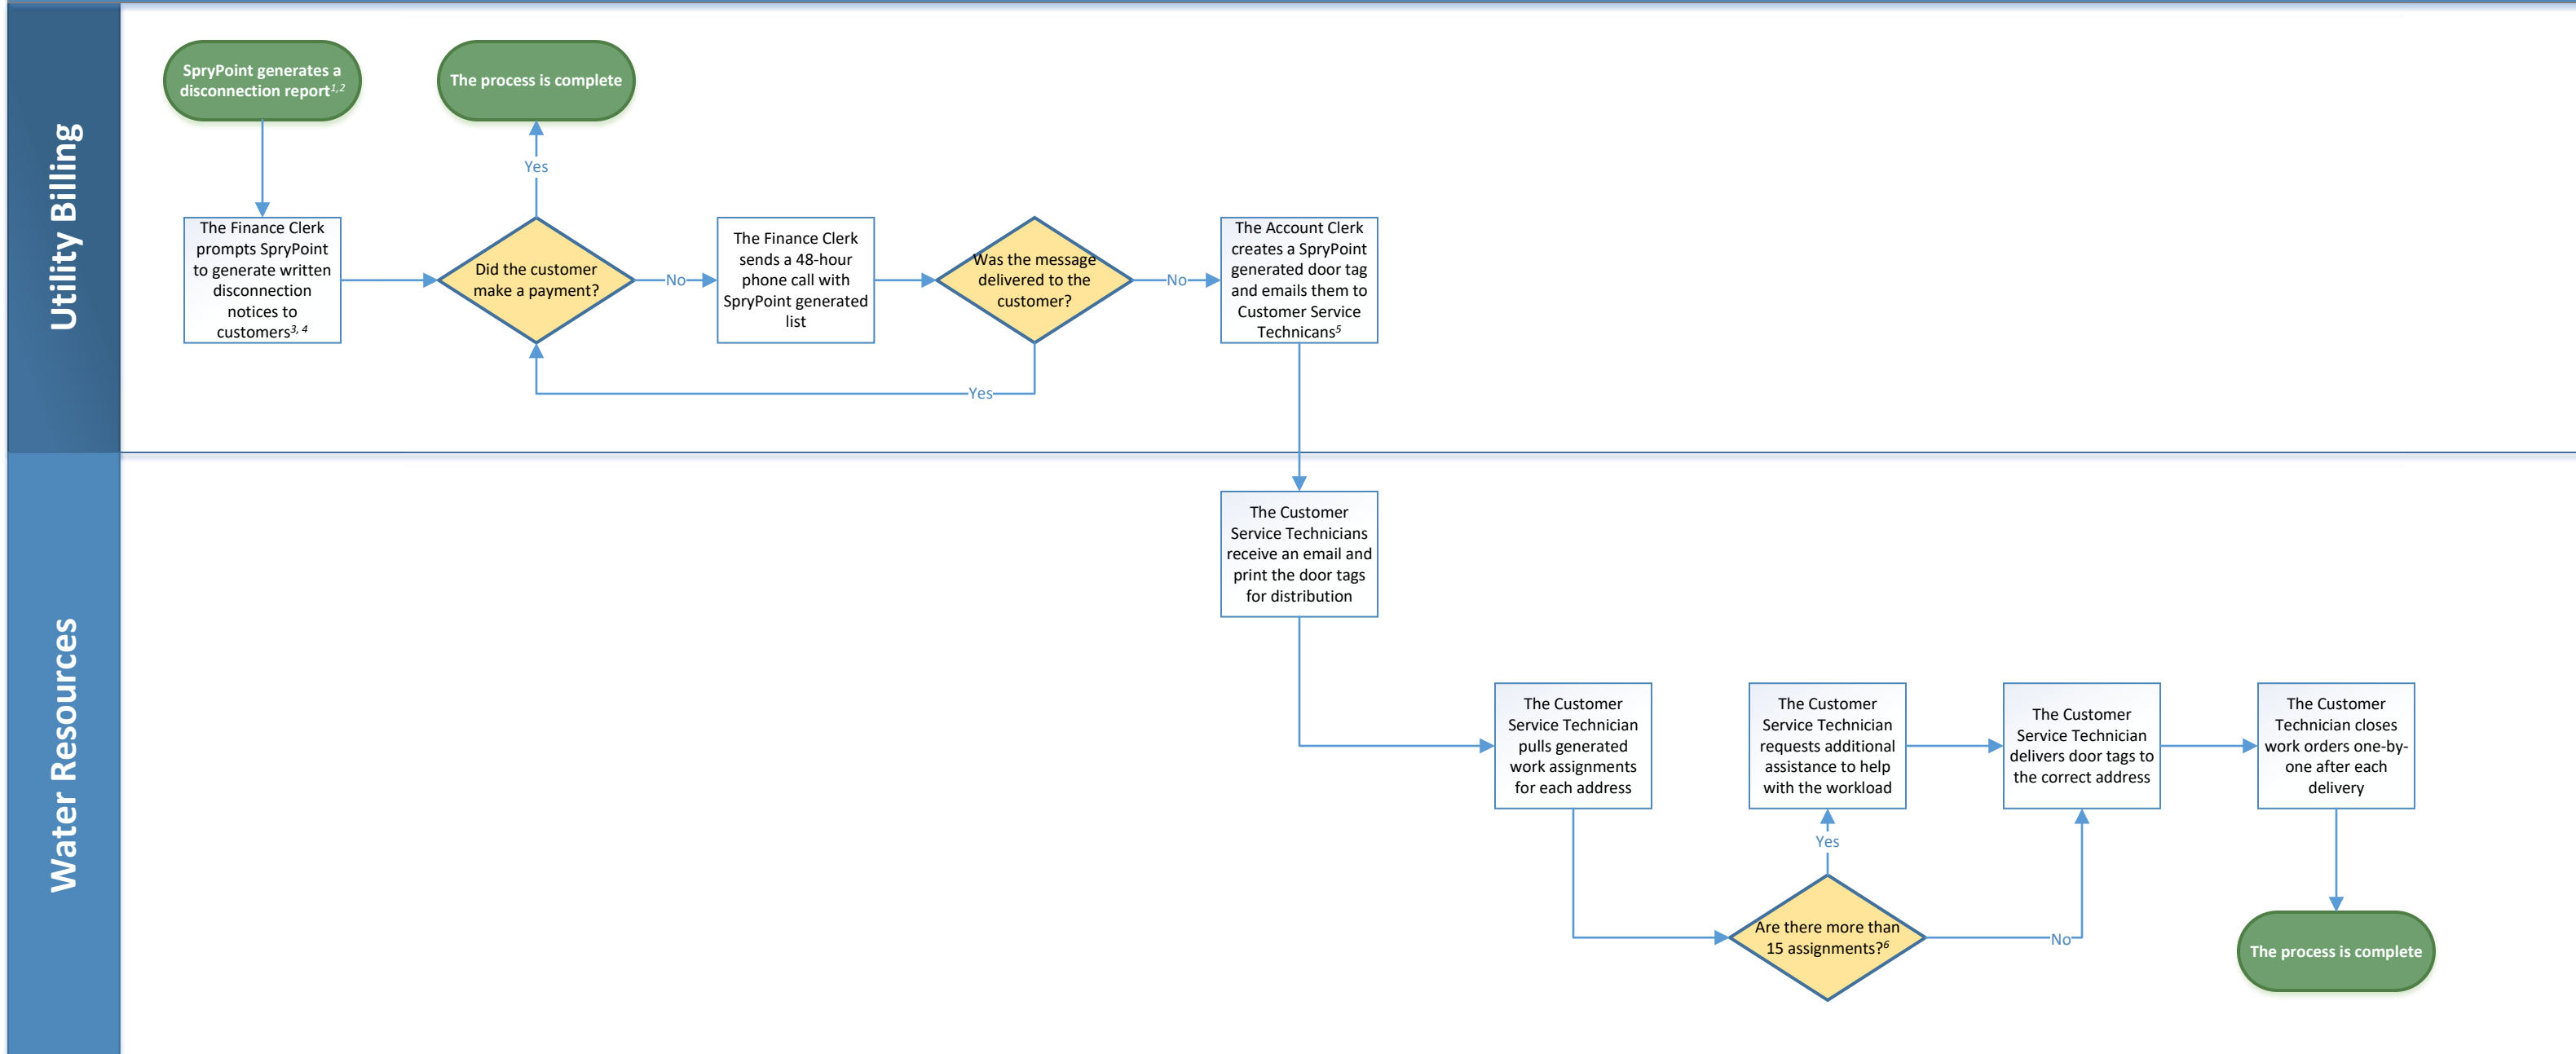 Utility Billing
SpryPoint generates a
disconnection report1,2
The process is complete
Yes
The Finance Clerk
prompts SpryPoint
to generate written
disconnection
notices to
customers3, 4
Did the customer
make a payment?
No
The Finance Clerk
sends a 48-hour
phone call with
SpryPoint generated
list
Was the message
delivered to the
customer?
No
The Account Clerk
creates a SpryPoint
generated door tag
and emails them to
Customer Service
Technicans5
Yes
Water Resources
The Customer
Service Technicians
receive an email and
print the door tags
for distribution
The Customer
Service Technician
pulls generated
work assignments
for each address
The Customer
Service Technician
requests additional
assistance to help
with the workload
The Customer
Service Technician
delivers door tags to
the correct address
The Customer
Technician closes
work orders one-by-
one after each
delivery
Yes
Are there more than
15 assignments?6
No
The process is complete